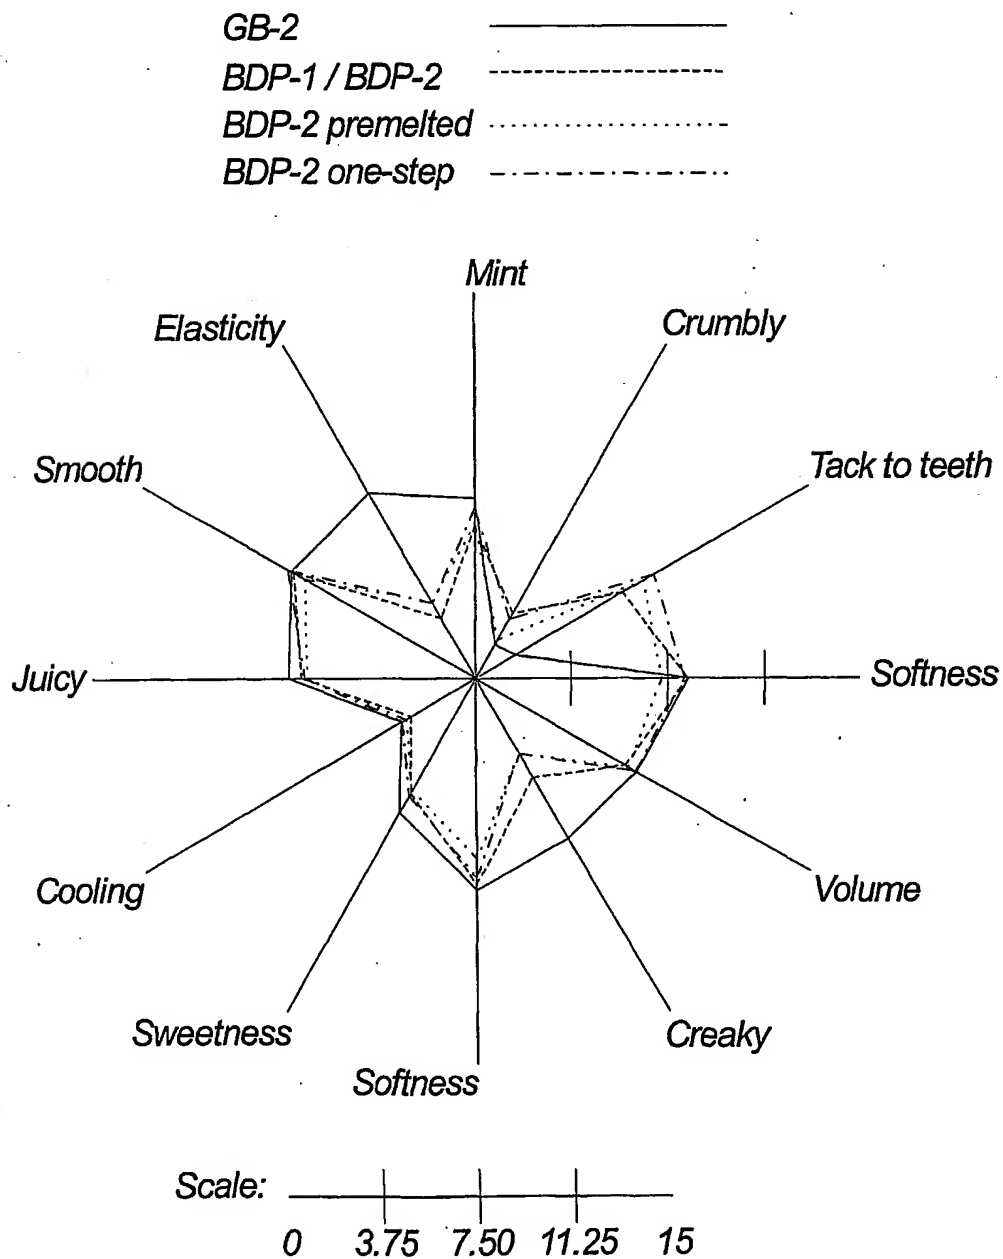 GB-2
BDP-1 / BDP-2
BDP-2 premelted
BDP-2 one-step
Mint
Elasticity
Crumbly
Smooth
Tack to teeth
Juicy
Softness
Cooling
Volume
Sweetness
Creaky
Softness
Scale:
0 3.75 7.50 11.25 15